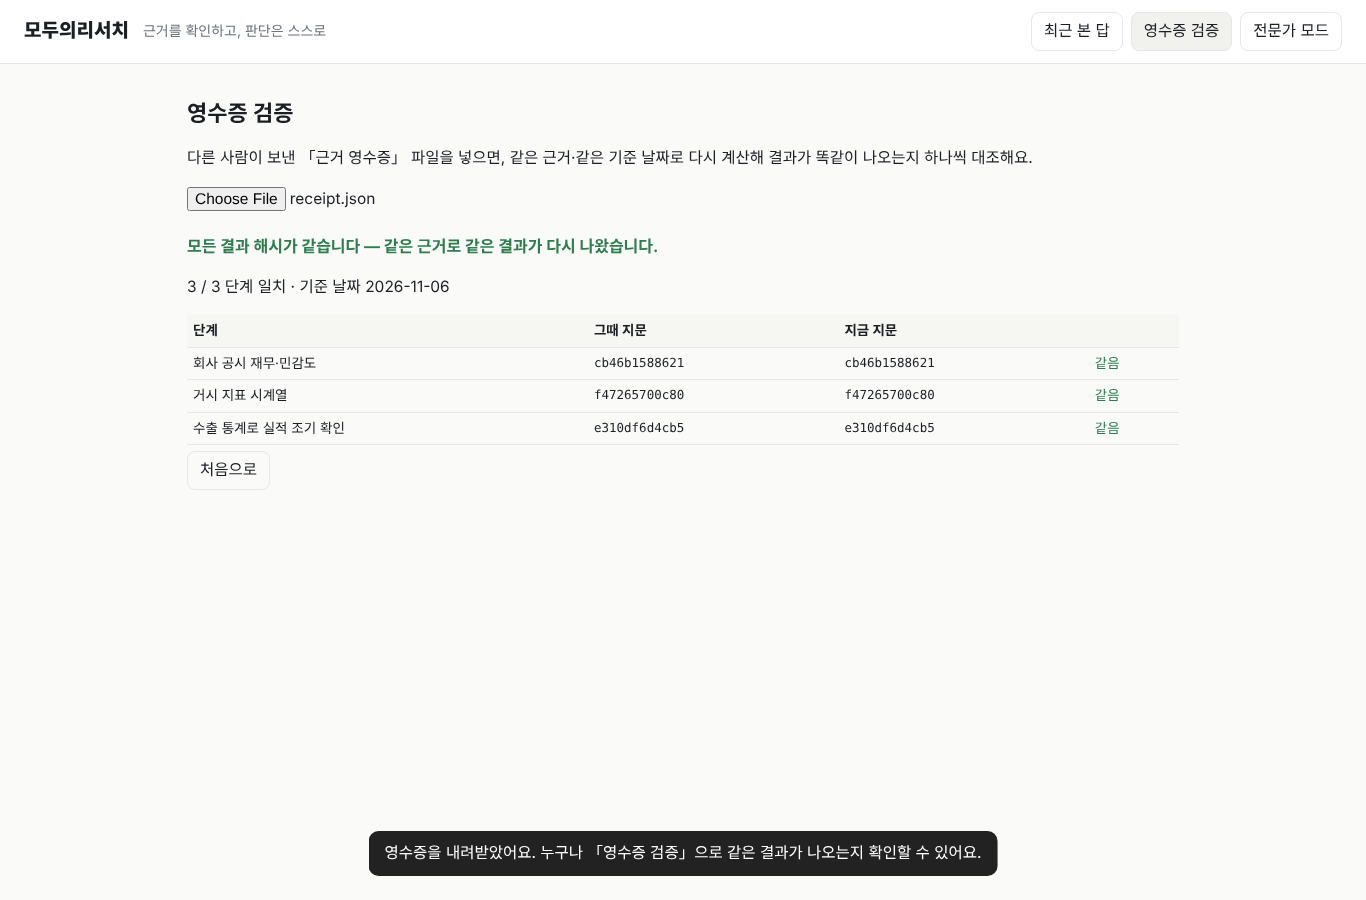 모두의리서치 근거를 확인하고, 판단은 스스로 최근 본 답 영수증 검증 전문가 모드
영수증 검증
다른 사람이 보낸 「근거 영수증」 파일을 넣으면, 같은 근거·같은 기준 날짜로 다시 계산해 결과가 똑같이 나오는지 하나씩 대조해요.
Choose File receipt.json
모든 결과 해시가 같습니다 — 같은 근거로 같은 결과가 다시 나왔습니다.
3 / 3 단계 일치 · 기준 날짜 2026-11-06
단계 그때 지문 지금 지문
회사 공시 재무·민감도 cb46b1588621 cb46b1588621 같음
거시 지표 시계열 f47265700c80 f47265700c80 같음
수출 통계로 실적 조기 확인 e310df6d4cb5 e310df6d4cb5 같음
처음으로
영수증을 내려받았어요. 누구나 「영수증 검증」으로 같은 결과가 나오는지 확인할 수 있어요.